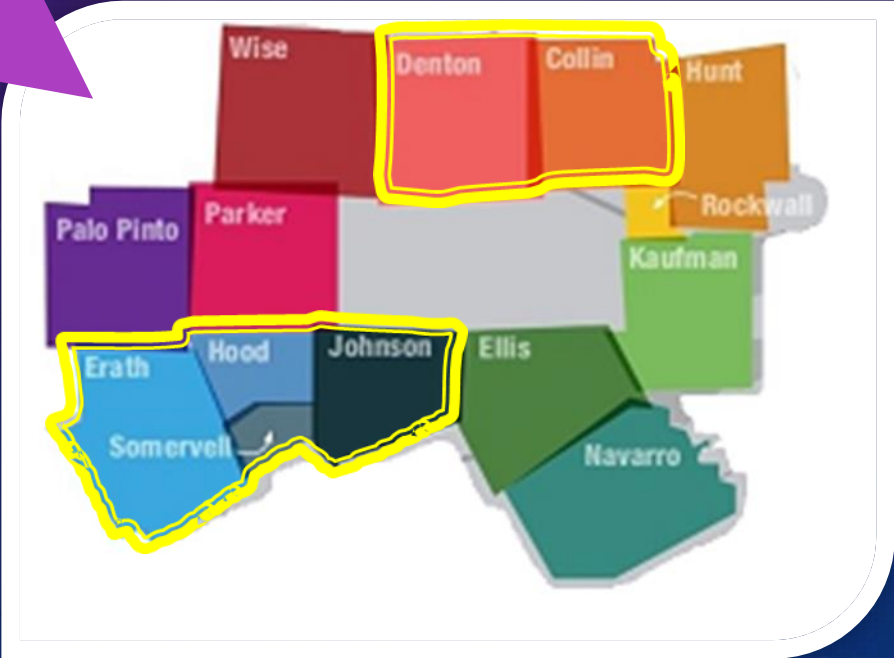 Wise
Denton
Collin
Hunt
Palo Pinto
Parker
Rockwall
Kaufman
Erath
Hood
Johnson
Ellis
Somervell
Navarro